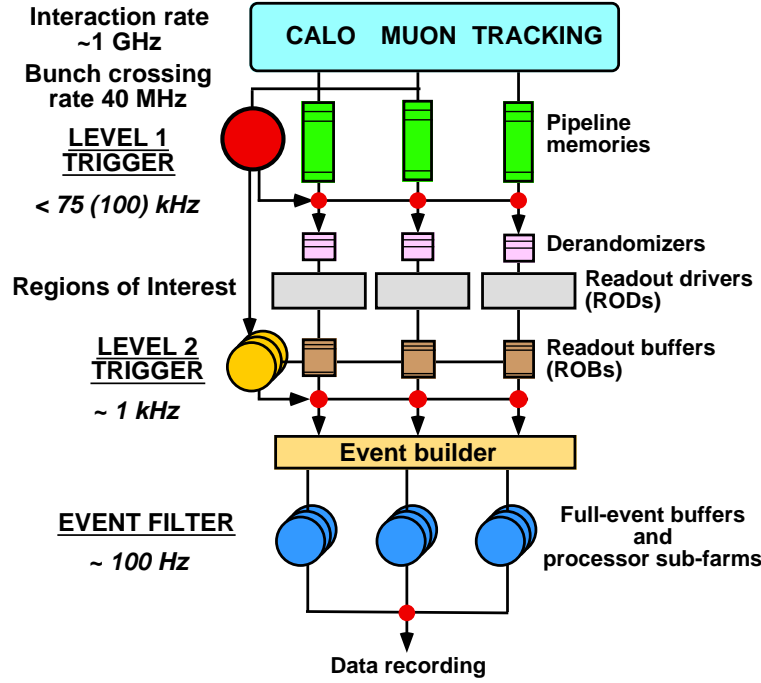 Interaction rate
~1 GHz
CALO MUON TRACKING
Bunch crossing
rate 40 MHz
LEVEL 1
TRIGGER
Pipeline
memories
< 75 (100) kHz
Derandomizers
Regions of Interest
Readout drivers
(RODs)
LEVEL 2
TRIGGER
Readout buffers
(ROBs)
~ 1 kHz
Event builder
EVENT FILTER
~ 100 Hz
Full-event buffers
and
processor sub-farms
Data recording